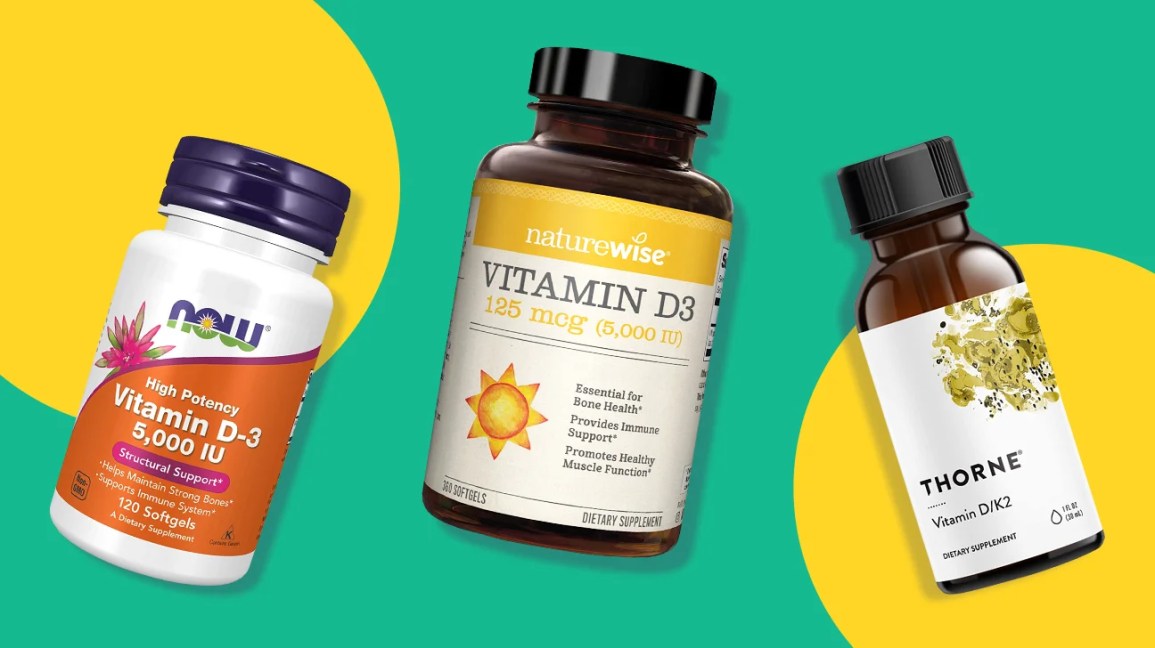 NOW®
High Potency
Vitamin D-3
5,000 IU
Structural Support*
• Helps Maintain Strong Bones*
• Supports Immune System*
120 Softgels
A Dietary Supplement
Non-
GMO
K
naturewise®
VITAMIN D3
125 mcg (5,000 IU)
Essential for
Bone Health*
Provides Immune
Support*
Promotes Healthy
Muscle Function*
360 SOFTGELS
DIETARY SUPPLEMENT
THORNE®
Vitamin D/K2
1 FL OZ
(30 mL)
DIETARY SUPPLEMENT